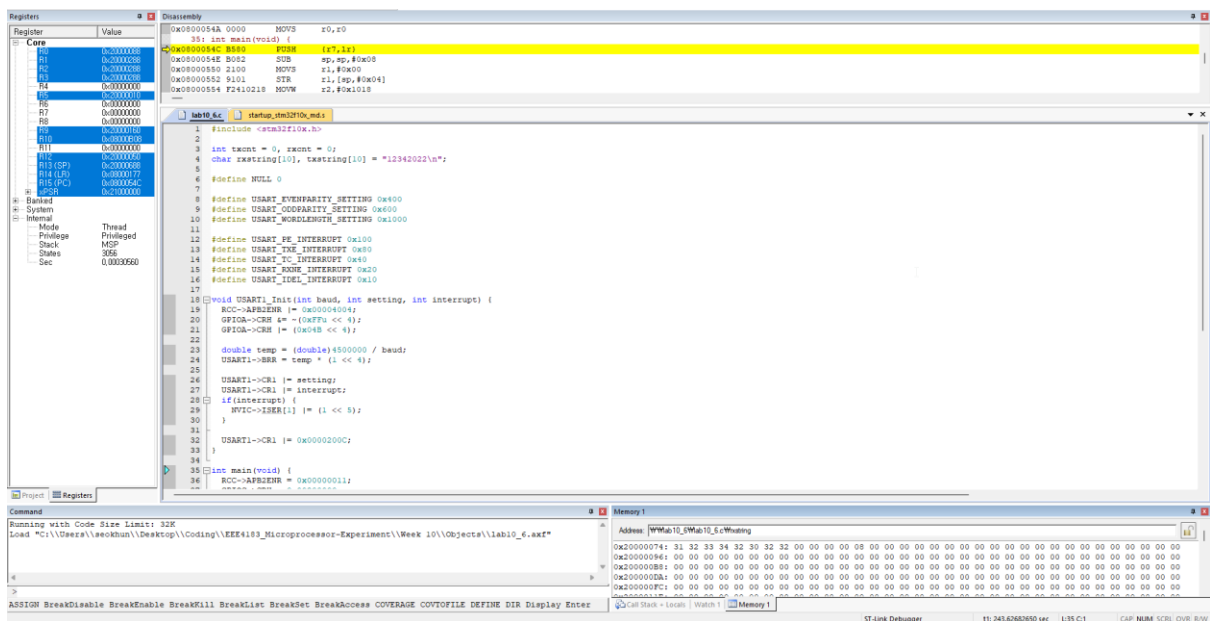 Registers
Register Value
Core
R0 0x20000088
R1 0x20000288
R2 0x20000288
R3 0x20000288
R4 0x00000000
R5 0x20000010
R6 0x00000000
R7 0x00000000
R8 0x00000000
R9 0x20000160
R10 0x08000B08
R11 0x00000000
R12 0x20000050
R13 (SP) 0x20000688
R14 (LR) 0x08000177
R15 (PC) 0x0800054C
xPSR 0x21000000
Banked
System
Internal
Mode Thread
Privilege Privileged
Stack MSP
States 3056
Sec 0,00030560
Project Registers
Disassembly
0x0800054A 0000 MOVS r0,r0
35: int main(void) {
0x0800054C B580 PUSH {r7,lr}
0x0800054E B082 SUB sp,sp,#0x08
0x08000550 2100 MOVS r1,#0x00
0x08000552 9101 STR r1,[sp,#0x04]
0x08000554 F2410218 MOVW r2,#0x1018
lab10_6.c startup_stm32f10x_md.s
1 #include <stm32f10x.h>
2
3 int txcnt = 0, rxcnt = 0;
4 char rxstring[10], txstring[10] = "12342022\n";
5
6 #define NULL 0
7
8 #define USART_EVENPARITY_SETTING 0x400
9 #define USART_ODDPARITY_SETTING 0x600
10 #define USART_WORDLENGTH_SETTING 0x1000
11
12 #define USART_PE_INTERRUPT 0x100
13 #define USART_TXE_INTERRUPT 0x80
14 #define USART_TC_INTERRUPT 0x40
15 #define USART_RXNE_INTERRUPT 0x20
16 #define USART_IDEL_INTERRUPT 0x10
17
18 void USART1_Init(int baud, int setting, int interrupt) {
19 RCC->APB2ENR |= 0x00004004;
20 GPIOA->CRH &= ~(0xFFu << 4);
21 GPIOA->CRH |= (0x04B << 4);
22
23 double temp = (double)4500000 / baud;
24 USART1->BRR = temp * (1 << 4);
25
26 USART1->CR1 |= setting;
27 USART1->CR1 |= interrupt;
28 if(interrupt) {
29 NVIC->ISER[1] |= (1 << 5);
30 }
31
32 USART1->CR1 |= 0x0000200C;
33 }
34
35 int main(void) {
36 RCC->APB2ENR = 0x00000011;
Command
Running with Code Size Limit: 32K
Load "C:\\Users\\seokhun\\Desktop\\Coding\\EEE4183_Microprocessor-Experiment\\Week 10\\Objects\\lab10_6.axf"
>
ASSIGN BreakDisable BreakEnable BreakKill BreakList BreakSet BreakAccess COVERAGE COVTOFILE DEFINE DIR Display Enter
Memory 1
Address: ₩₩lab10_6₩lab10_6.c₩rxstring
0x20000074: 31 32 33 34 32 30 32 32 00 00 00 00 08 00 00 00 00 00 00 00 00 00 00 00 00 00 00 00 00 00 00 00 00 00
0x20000096: 00 00 00 00 00 00 00 00 00 00 00 00 00 00 00 00 00 00 00 00 00 00 00 00 00 00 00 00 00 00 00 00 00 00
0x200000B8: 00 00 00 00 00 00 00 00 00 00 00 00 00 00 00 00 00 00 00 00 00 00 00 00 00 00 00 00 00 00 00 00 00 00
0x200000DA: 00 00 00 00 00 00 00 00 00 00 00 00 00 00 00 00 00 00 00 00 00 00 00 00 00 00 00 00 00 00 00 00 00 00
0x200000FC: 00 00 00 00 00 00 00 00 00 00 00 00 00 00 00 00 00 00 00 00 00 00 00 00 00 00 00 00 00 00 00 00 00 00
Call Stack + Locals Watch 1 Memory 1
ST-Link Debugger t1: 243.62682650 sec L:35 C:1 CAP NUM SCRL OVR R/W